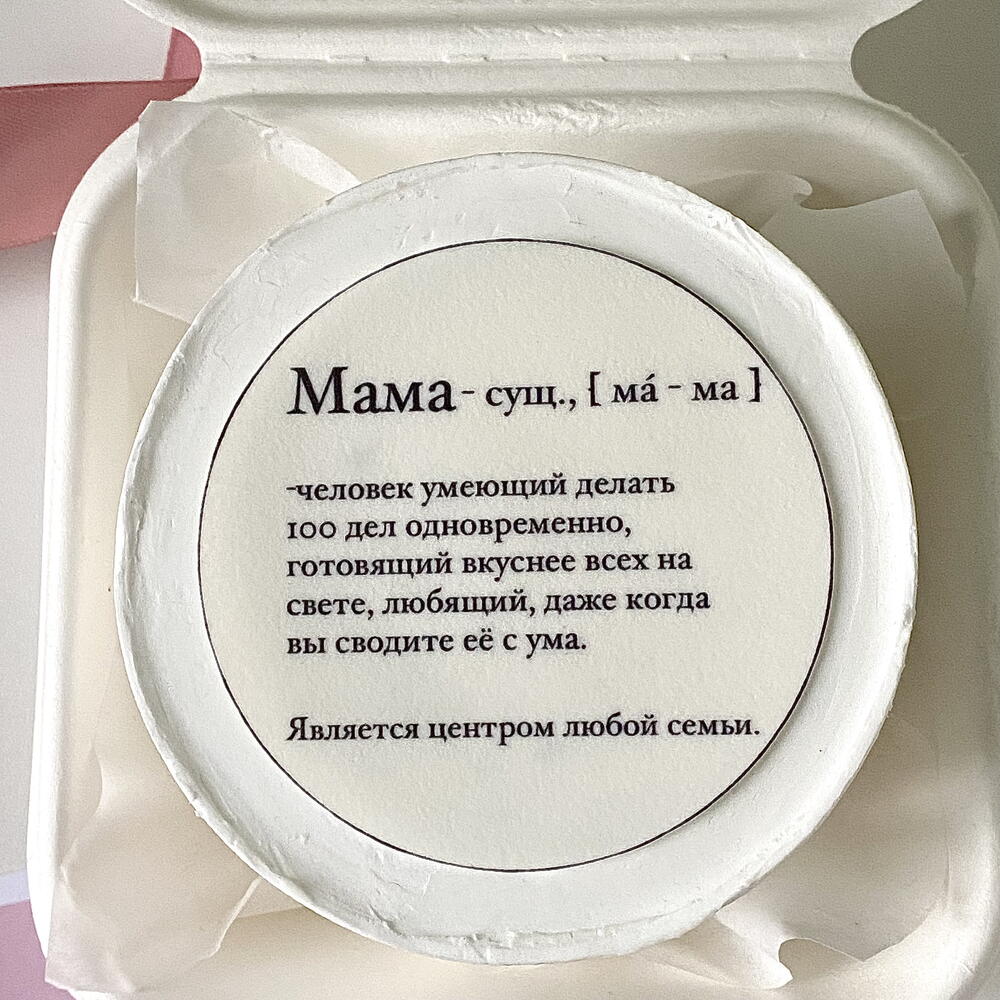 Мама - сущ., { мá - ма }
-человек умеющий делать
100 дел одновременно,
готовящий вкуснее всех на
свете, любящий, даже когда
вы сводите её с ума.
Является центром любой семьи.